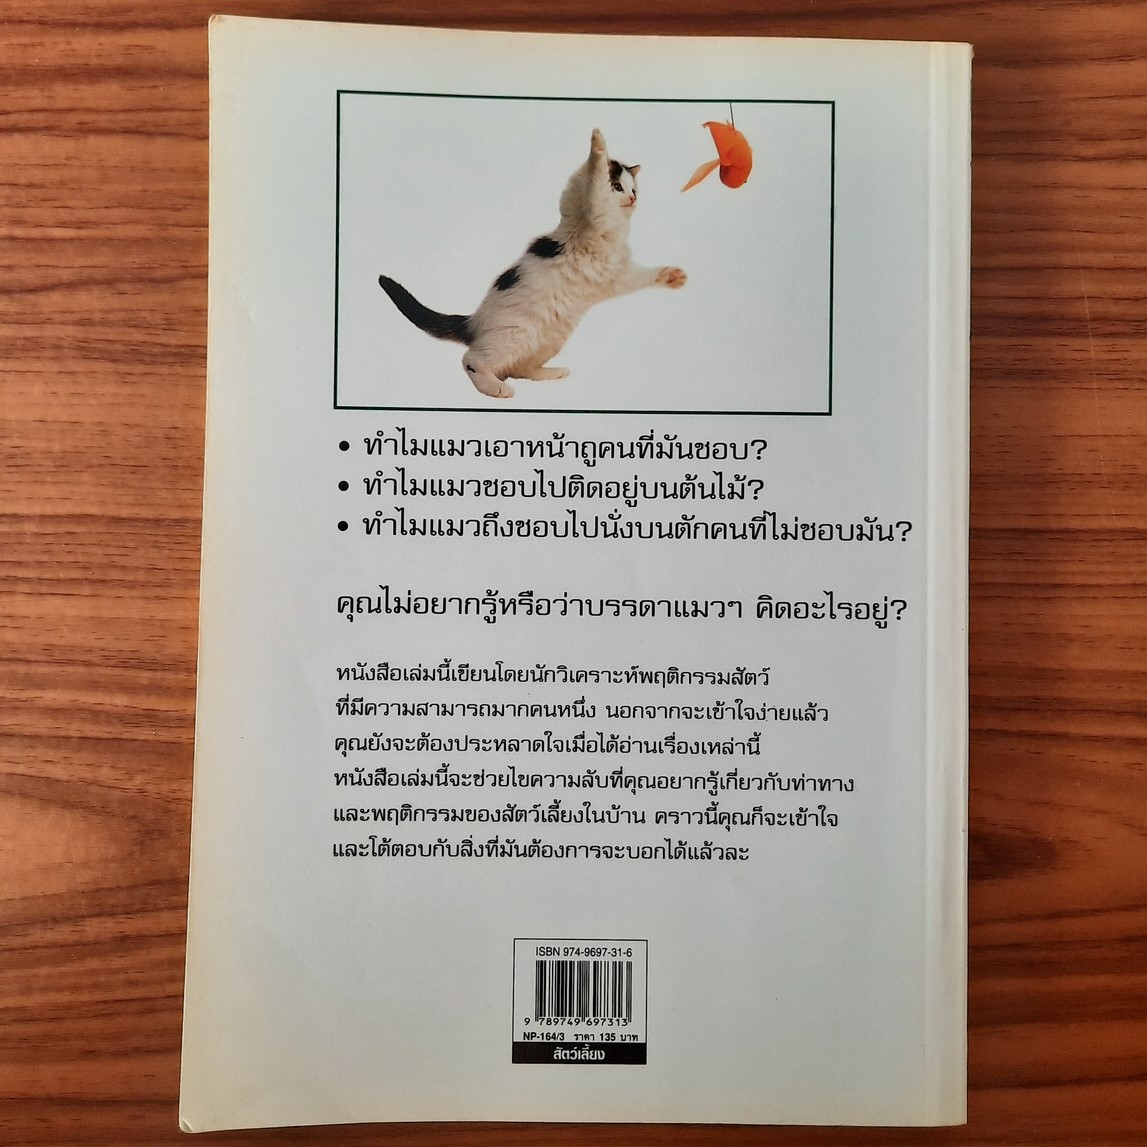 • ทำไมแมวเอาหน้าถูคนที่มันชอบ?
• ทำไมแมวชอบไปติดอยู่บนต้นไม้?
• ทำไมแมวถึงชอบไปนั่งบนตักคนที่ไม่ชอบมัน?
คุณไม่อยากรู้หรือว่าบรรดาแมวๆ คิดอะไรอยู่?
หนังสือเล่มนี้เขียนโดยนักวิเคราะห์พฤติกรรมสัตว์
ที่มีความสามารถมากคนหนึ่ง นอกจากจะเข้าใจง่ายแล้ว
คุณยังจะต้องประหลาดใจเมื่อได้อ่านเรื่องเหล่านี้
หนังสือเล่มนี้จะช่วยไขความลับที่คุณอยากรู้เกี่ยวกับท่าทาง
และพฤติกรรมของสัตว์เลี้ยงในบ้าน คราวนี้คุณก็จะเข้าใจ
และโต้ตอบกับสิ่งที่มันต้องการจะบอกได้แล้วละ
ISBN 974-9697-31-6
9 789749 697313
NP-164/3 ราคา 135 บาท
สัตว์เลี้ยง